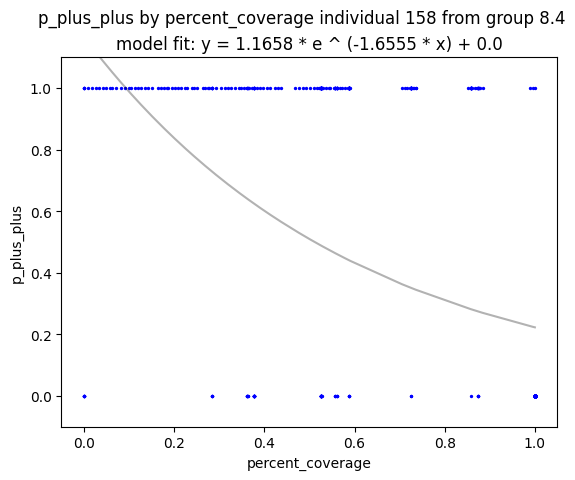 p_plus_plus by percent_coverage individual 158 from group 8.4
model fit: y = 1.1658 * e ^ (-1.6555 * x) + 0.0
1.0
0.8
0.6
0.4
0.2
0.0
p_plus_plus
0.0 0.2 0.4 0.6 0.8 1.0
percent_coverage